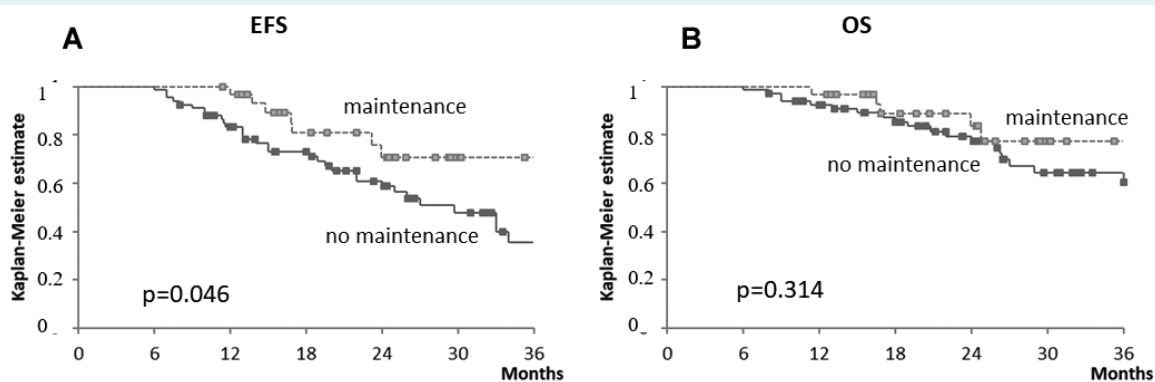 A
EFS
Kaplan-Meier estimate
1
0.8
0.6
0.4
0.2
0
maintenance
no maintenance
p=0.046
0 6 12 18 24 30 36
Months
B
OS
Kaplan-Meier estimate
1
0.8
0.6
0.4
0.2
0
maintenance
no maintenance
p=0.314
0 6 12 18 24 30 36
Months